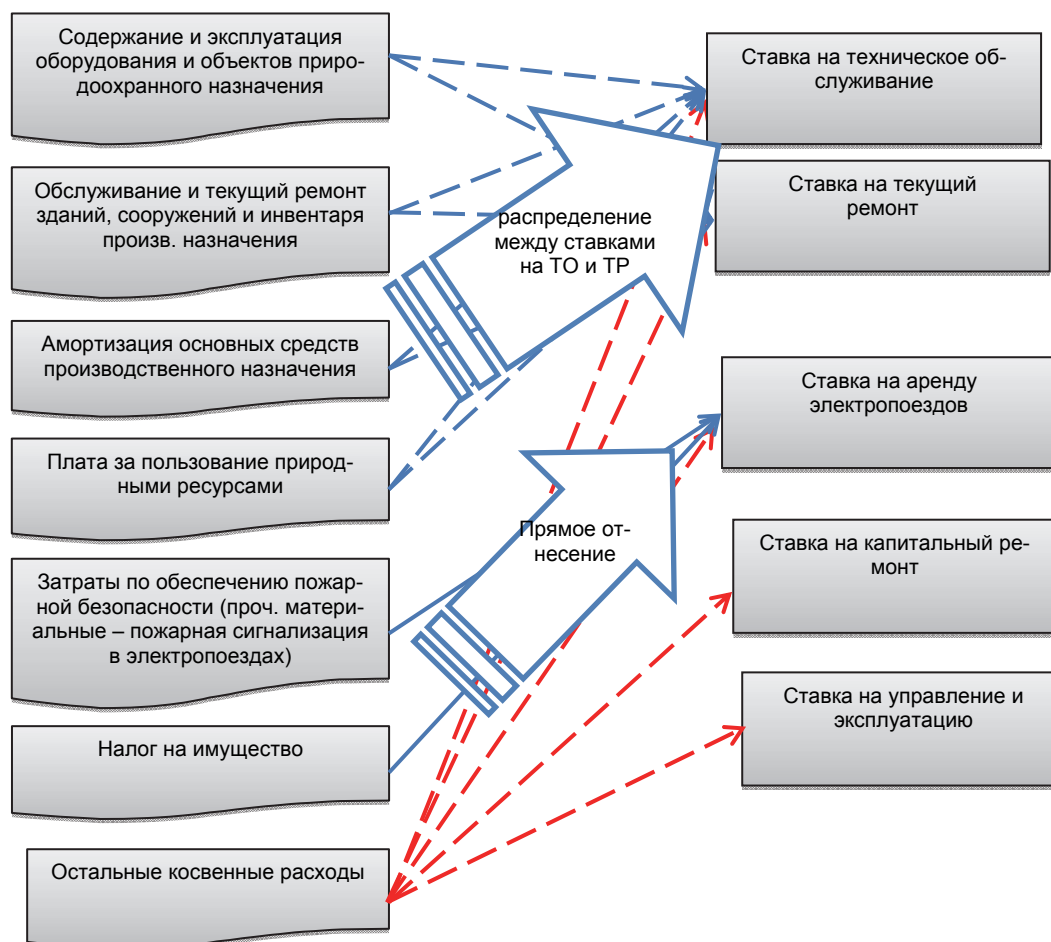 Содержание и эксплуатация
оборудования и объектов приро-
доохранного назначения
Обслуживание и текущий ремонт
зданий, сооружений и инвентаря
произв. назначения
Амортизация основных средств
производственного назначения
Плата за пользование природ-
ными ресурсами
Затраты по обеспечению пожар-
ной безопасности (проч. матери-
альные – пожарная сигнализация
в электропоездах)
Налог на имущество
Остальные косвенные расходы
распределение
между ставками
на ТО и ТР
Прямое от-
несение
Ставка на техническое об-
служивание
Ставка на текущий
ремонт
Ставка на аренду
электропоездов
Ставка на капитальный ре-
монт
Ставка на управление и
эксплуатацию